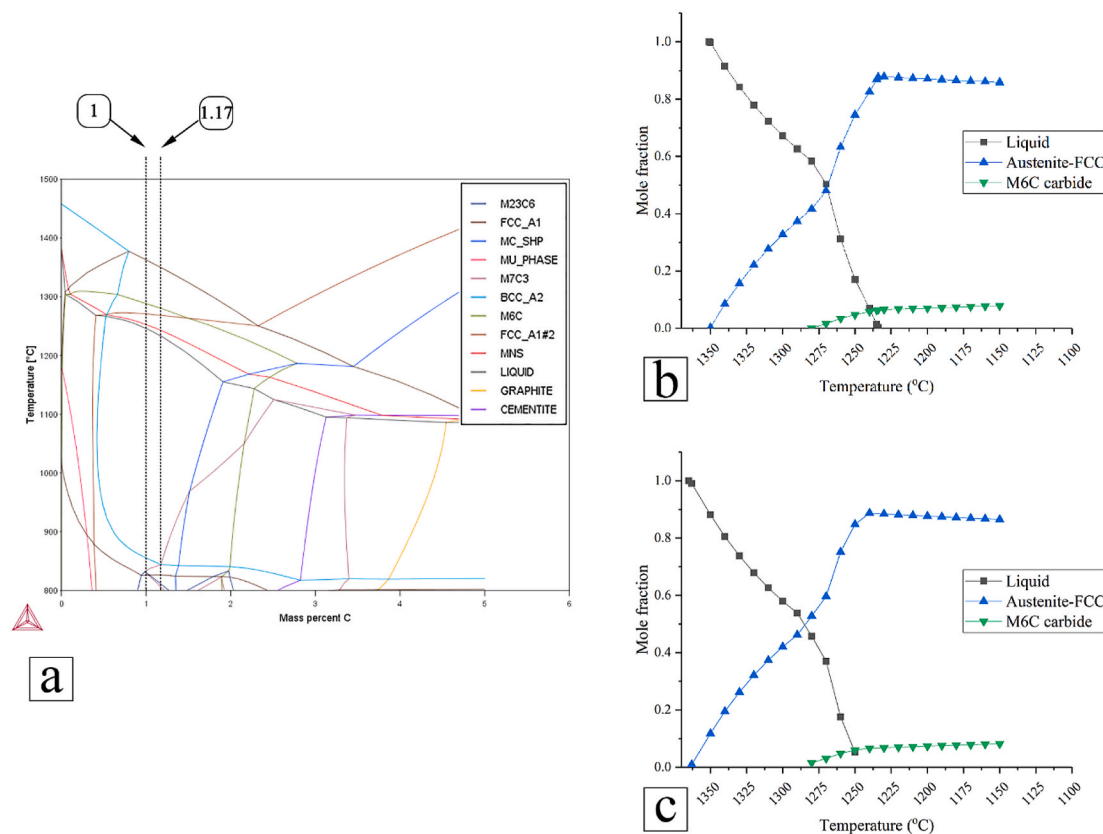 1
1.17
1500
1400
1300
1200
1100
1000
900
800
0
1
2
3
4
5
6
Temperature [°C]
Mass percent C
M23C6
FCC_A1
MC_SHP
MU_PHASE
M7C3
BCC_A2
M6C
FCC_A1#2
MNS
LIQUID
GRAPHITE
CEMENTITE
a
1.0
0.8
0.6
0.4
0.2
0.0
Mole fraction
Liquid
Austenite-FCC
M6C carbide
1350
1325
1300
1275
1250
1225
1200
1175
1150
1125
1100
Temperature (°C)
b
1.0
0.8
0.6
0.4
0.2
0.0
Mole fraction
Liquid
Austenite-FCC
M6C carbide
1350
1325
1300
1275
1250
1225
1200
1175
1150
1125
1100
Temperature (°C)
c